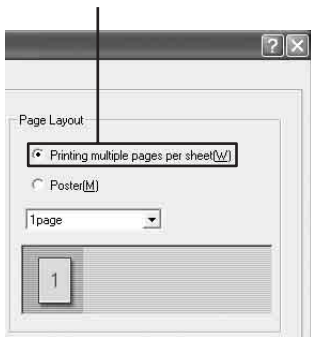 Page Layout
Printing multiple pages per sheet(W)
Poster(M)
1page
1